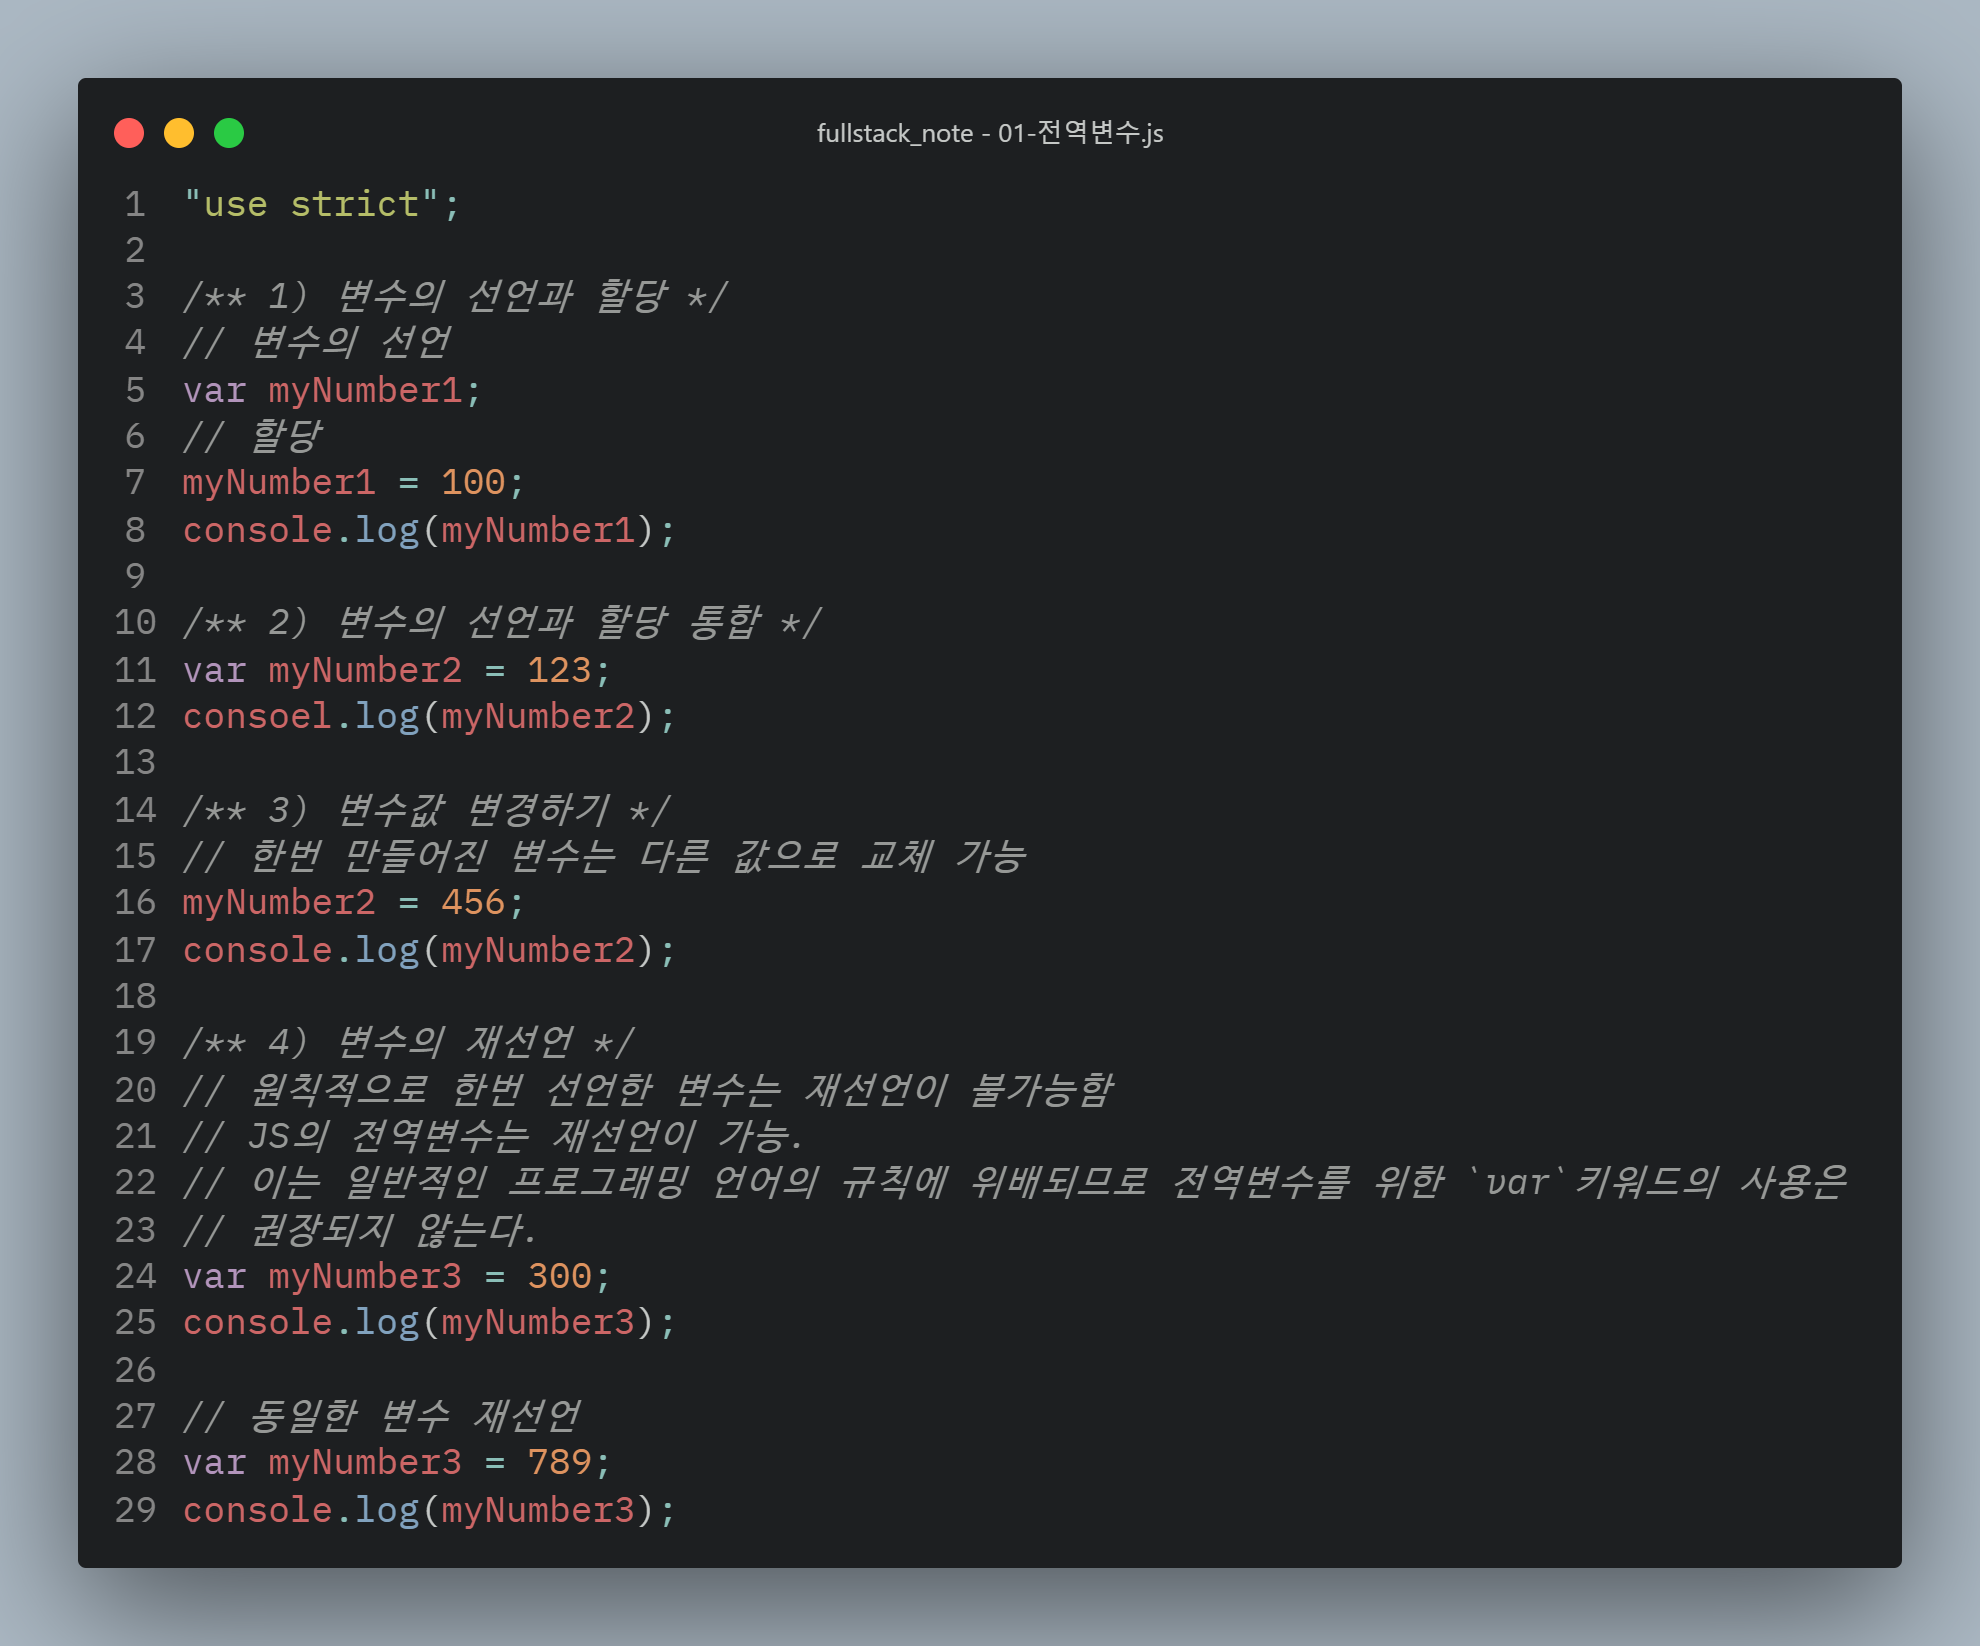 fullstack_note - 01-전역변수.js
1 "use strict";
2
3 /** 1) 변수의 선언과 할당 */
4 // 변수의 선언
5 var myNumber1;
6 // 할당
7 myNumber1 = 100;
8 console.log(myNumber1);
9
10 /** 2) 변수의 선언과 할당 통합 */
11 var myNumber2 = 123;
12 consoel.log(myNumber2);
13
14 /** 3) 변수값 변경하기 */
15 // 한번 만들어진 변수는 다른 값으로 교체 가능
16 myNumber2 = 456;
17 console.log(myNumber2);
18
19 /** 4) 변수의 재선언 */
20 // 원칙적으로 한번 선언한 변수는 재선언이 불가능함
21 // JS의 전역변수는 재선언이 가능.
22 // 이는 일반적인 프로그래밍 언어의 규칙에 위배되므로 전역변수를 위한 `var`키워드의 사용은
23 // 권장되지 않는다.
24 var myNumber3 = 300;
25 console.log(myNumber3);
26
27 // 동일한 변수 재선언
28 var myNumber3 = 789;
29 console.log(myNumber3);